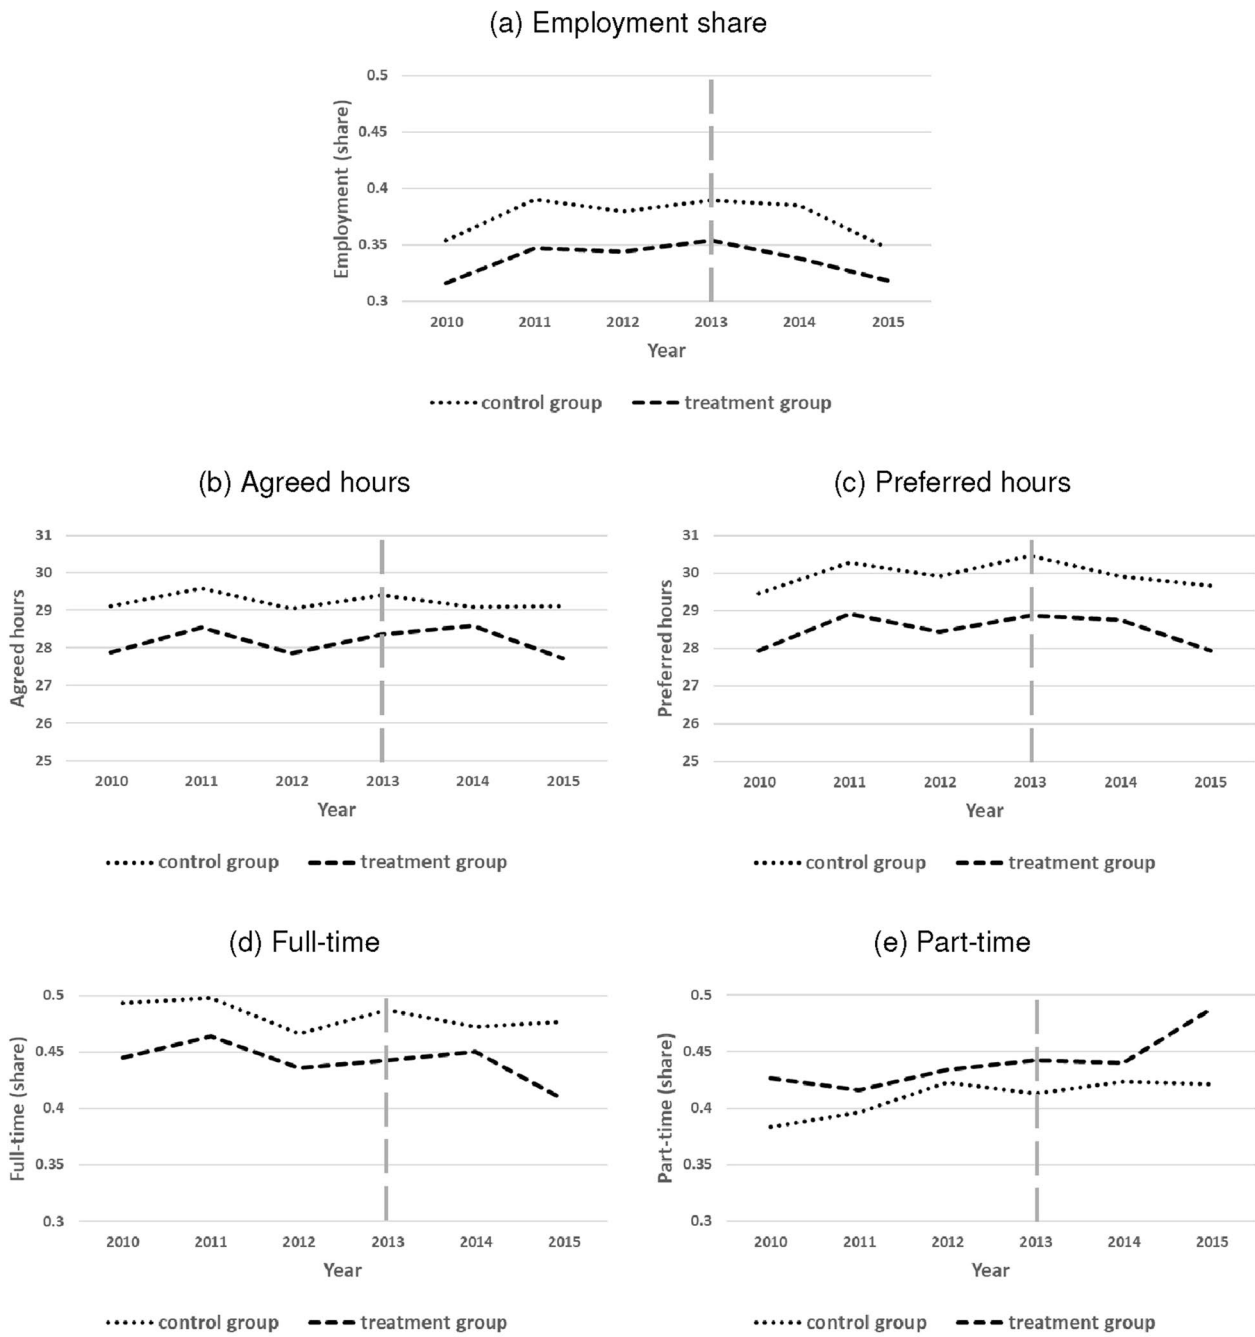 (a) Employment share
Employment (share)
0.5
0.45
0.4
0.35
0.3
2010 2011 2012 2013 2014 2015
Year
control group treatment group
(b) Agreed hours
Agreed hours
31
30
29
28
27
26
25
2010 2011 2012 2013 2014 2015
Year
control group treatment group
(c) Preferred hours
Preferred hours
31
30
29
28
27
26
25
2010 2011 2012 2013 2014 2015
Year
control group treatment group
(d) Full-time
Full-time (share)
0.5
0.45
0.4
0.35
0.3
2010 2011 2012 2013 2014 2015
Year
control group treatment group
(e) Part-time
Part-time (share)
0.5
0.45
0.4
0.35
0.3
2010 2011 2012 2013 2014 2015
Year
control group treatment group